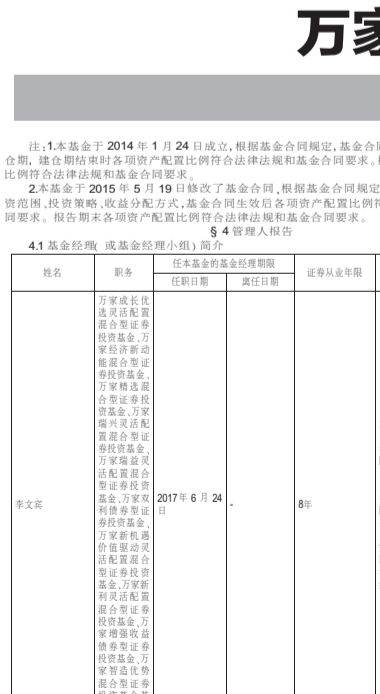 万家
注:1.本基金于 2014 年 1 月 24 日成立,根据基金合同规定,基金合同
仓期, 建仓期结束时各项资产配置比例符合法律法规和基金合同要求。
比例符合法律法规和基金合同要求。
2.本基金于 2015 年 5 月 19 日修改了基金合同,根据基金合同规定
资范围、投资策略、收益分配方式,基金合同生效后各项资产配置比例符
同要求。报告期末各项资产配置比例符合法律法规和基金合同要求。
§ 4 管理人报告
4.1 基金经理( 或基金经理小组) 简介
姓名
职务
任本基金的基金经理期限
证券从业年限
任职日期
离任日期
李文宾
万家成长优
选灵活配置
混合型证券
投资基金、万
家经济新动
能混合型证
券投资基金、
万家精选混
合型证券投
资基金、万家
瑞兴灵活配
置混合型证
券投资基金、
万家瑞益灵
活配置混合
型证券投资
基金、万家双
利债券型证
券投资基金、
万家新机遇
价值驱动灵
活配置混合
型证券投资
基金、万家新
利灵活配置
混合型证券
投资基金、万
家增强收益
债券型证券
投资基金、万
家智造优势
混合型证券
投资基金基
2017 年 6 月 24
日
-
8年